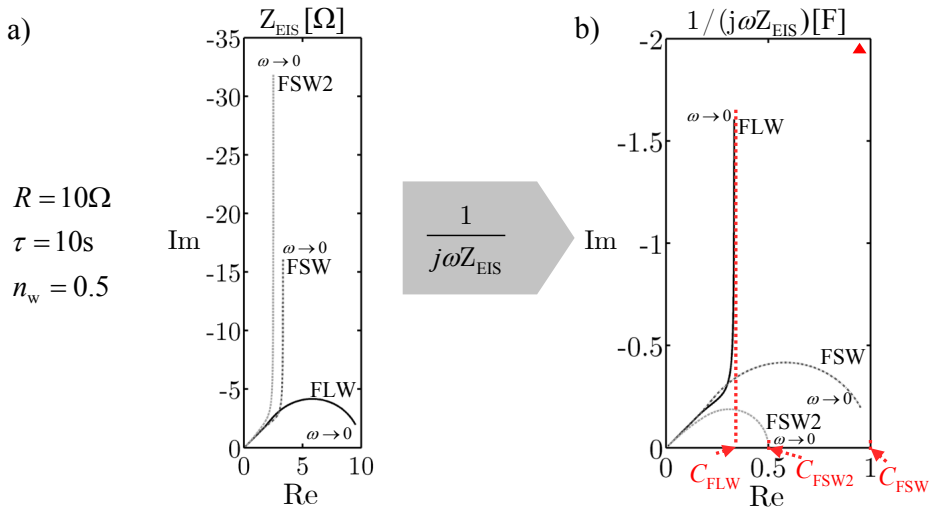 a)
Z_EIS [Ω]
-35
-30
-25
-20
-15
-10
-5
0
0
5
10
Im
Re
ω→0
FSW2
ω→0
FSW
FLW
ω→0
R = 10Ω
τ = 10s
n_w = 0.5
1
jωZ_EIS
b)
1/(jωZ_EIS)[F]
-2
-1.5
-1
-0.5
0
0
0.5
1
Im
Re
ω→0
FLW
FSW
ω→0
FSW2
ω→0
C_FLW
C_FSW2
C_FSW